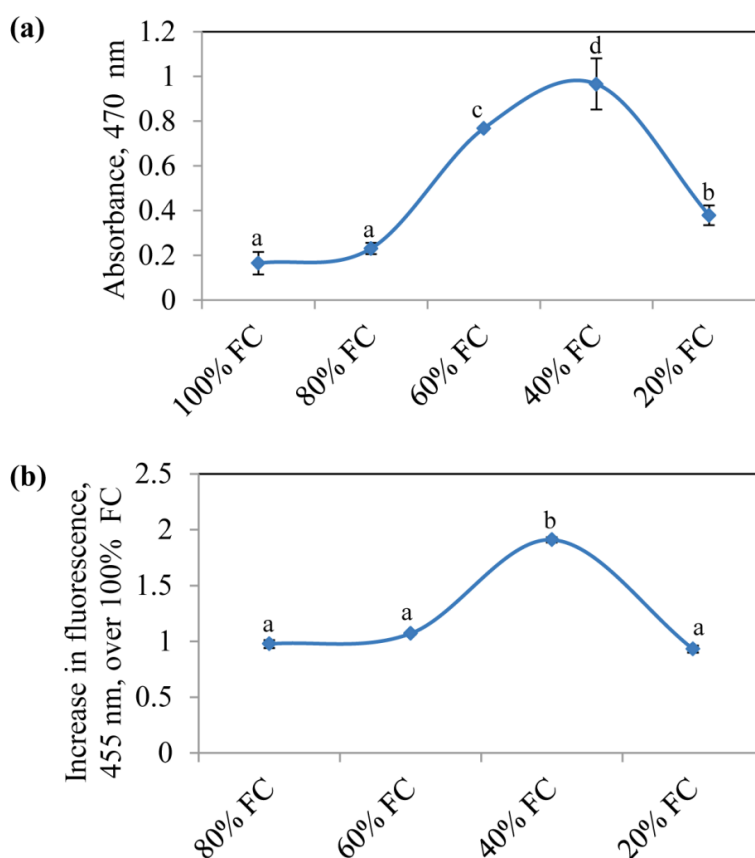 (a)
Absorbance, 470 nm
1.2
1
0.8
0.6
0.4
0.2
0
a
a
c
d
b
100% FC
80% FC
60% FC
40% FC
20% FC
(b)
Increase in fluorescence,
455 nm, over 100% FC
2.5
2
1.5
1
0.5
0
a
a
b
a
80% FC
60% FC
40% FC
20% FC